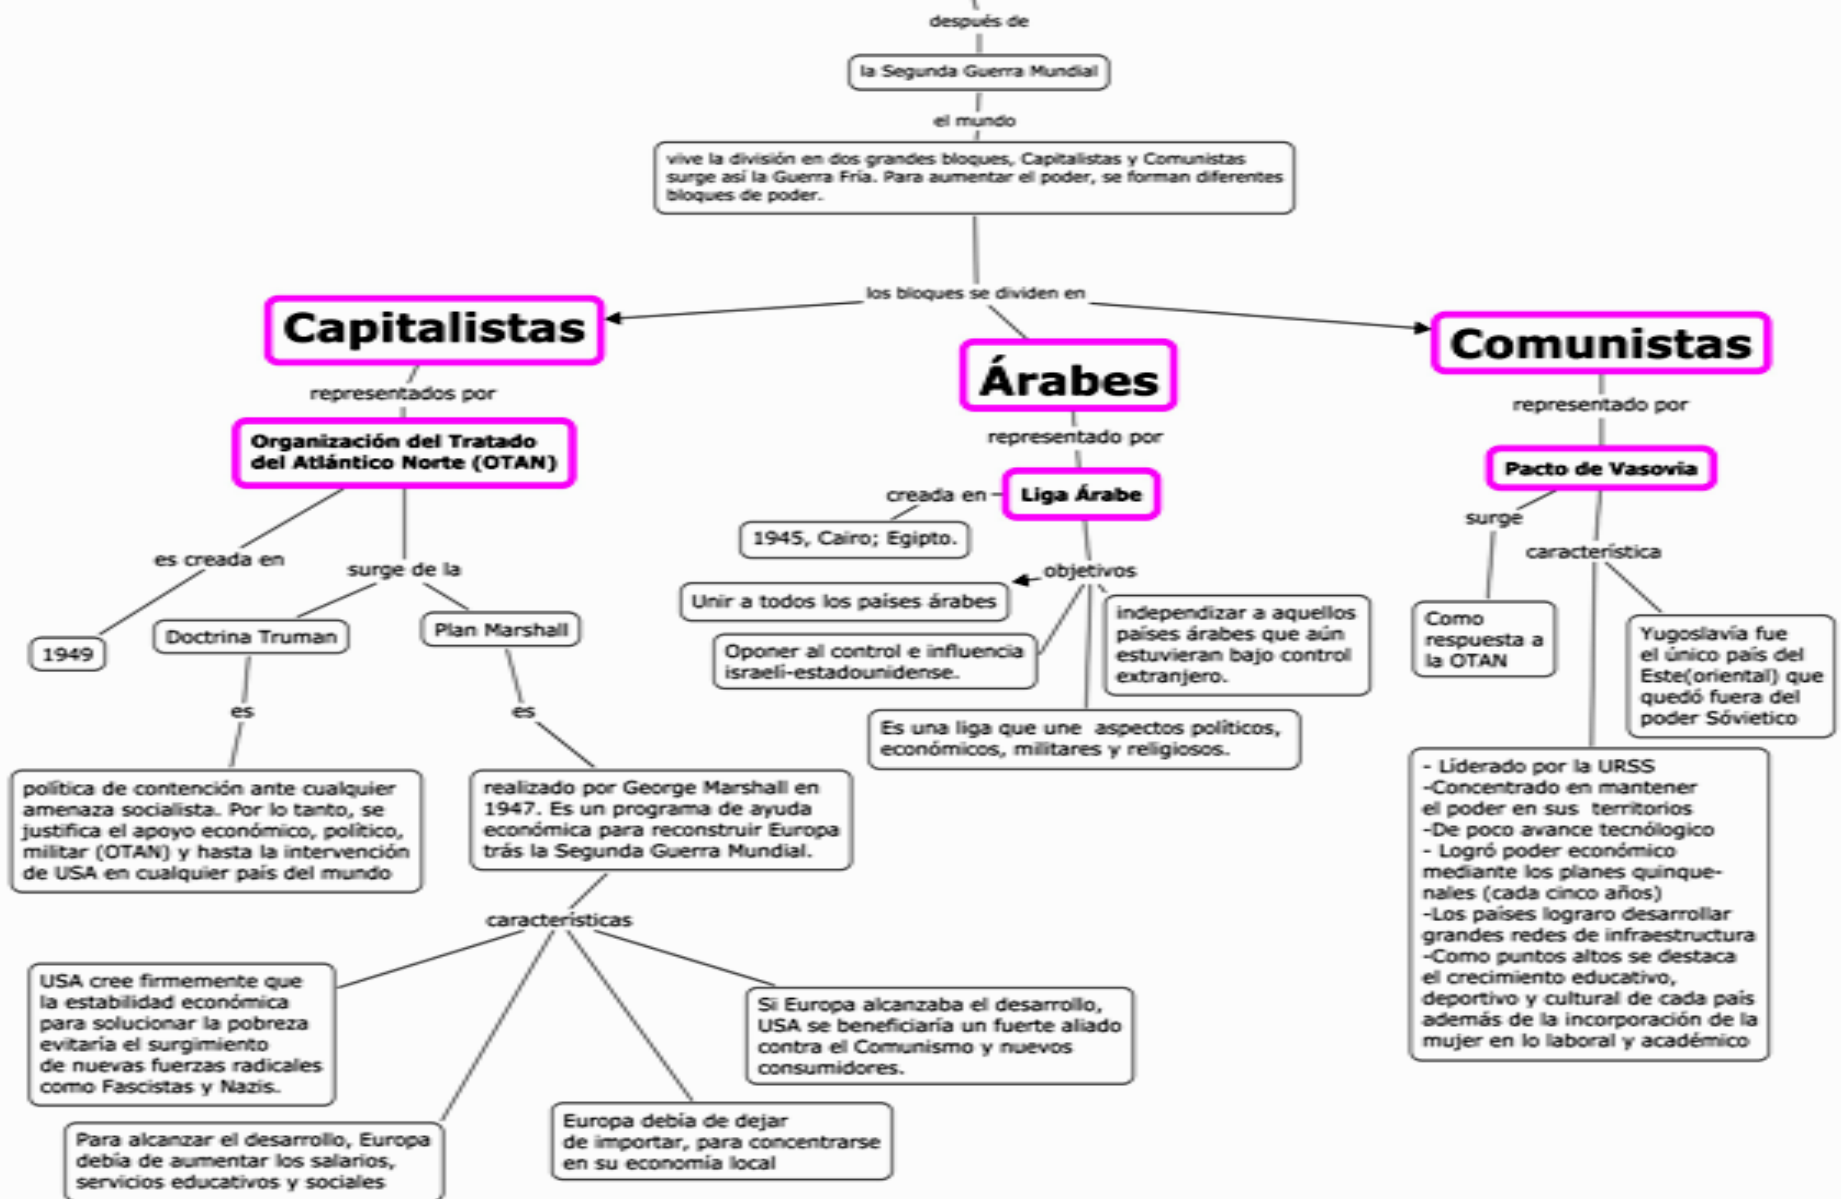 después de
la Segunda Guerra Mundial
el mundo
vive la división en dos grandes bloques, Capitalistas y Comunistas
surge así la Guerra Fría. Para aumentar el poder, se forman diferentes
bloques de poder.
los bloques se dividen en
Capitalistas
representados por
Organización del Tratado
del Atlántico Norte (OTAN)
es creada en
1949
surge de la
Doctrina Truman
es
política de contención ante cualquier
amenaza socialista. Por lo tanto, se
justifica el apoyo económico, político,
militar (OTAN) y hasta la intervención
de USA en cualquier país del mundo
Plan Marshall
es
realizado por George Marshall en
1947. Es un programa de ayuda
económica para reconstruir Europa
trás la Segunda Guerra Mundial.
características
USA cree firmemente que
la estabilidad económica
para solucionar la pobreza
evitaría el surgimiento
de nuevas fuerzas radicales
como Fascistas y Nazis.
Para alcanzar el desarrollo, Europa
debía de aumentar los salarios,
servicios educativos y sociales
Europa debía de dejar
de importar, para concentrarse
en su economía local
Si Europa alcanzaba el desarrollo,
USA se beneficiaría un fuerte aliado
contra el Comunismo y nuevos
consumidores.
Árabes
representado por
Liga Árabe
creada en
1945, Cairo; Egipto.
objetivos
Unir a todos los países árabes
Oponer al control e influencia
israelí-estadounidense.
independizar a aquellos
países árabes que aún
estuvieran bajo control
extranjero.
Es una liga que une aspectos políticos,
económicos, militares y religiosos.
Comunistas
representado por
Pacto de Vasovia
surge
Como
respuesta a
la OTAN
característica
Yugoslavía fue
el único país del
Este(oriental) que
quedó fuera del
poder Sóvietico
- Líderado por la URSS
-Concentrado en mantener
el poder en sus territorios
-De poco avance tecnólogico
- Logró poder económico
mediante los planes quinque-
nales (cada cinco años)
-Los países lograro desarrollar
grandes redes de infraestructura
-Como puntos altos se destaca
el crecimiento educativo,
deportivo y cultural de cada país
además de la incorporación de la
mujer en lo laboral y académico